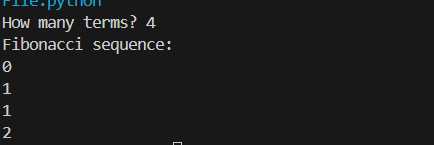 File.python
How many terms? 4
Fibonacci sequence:
0
1
1
2